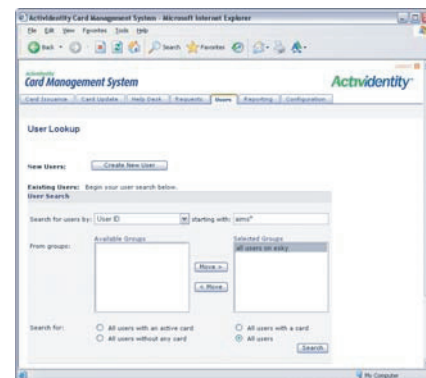 ActivIdentity Card Management System - Microsoft Internet Explorer
File Edit View Favorites Tools Help
Back Search Favorites
Card Management System
ActivIdentity
Card Issuance Card Update Help Desk Requests Users Reporting Configuration
User Lookup
New Users: Create New User
Existing Users: Begin your user search below.
User Search
Search for users by: User ID starting with: aims*
Available Groups Selected Groups
From groups: all users on esky
Move >
< Move
Search for: All users with an active card All users with a card
All users without any card All users
Search
My Computer